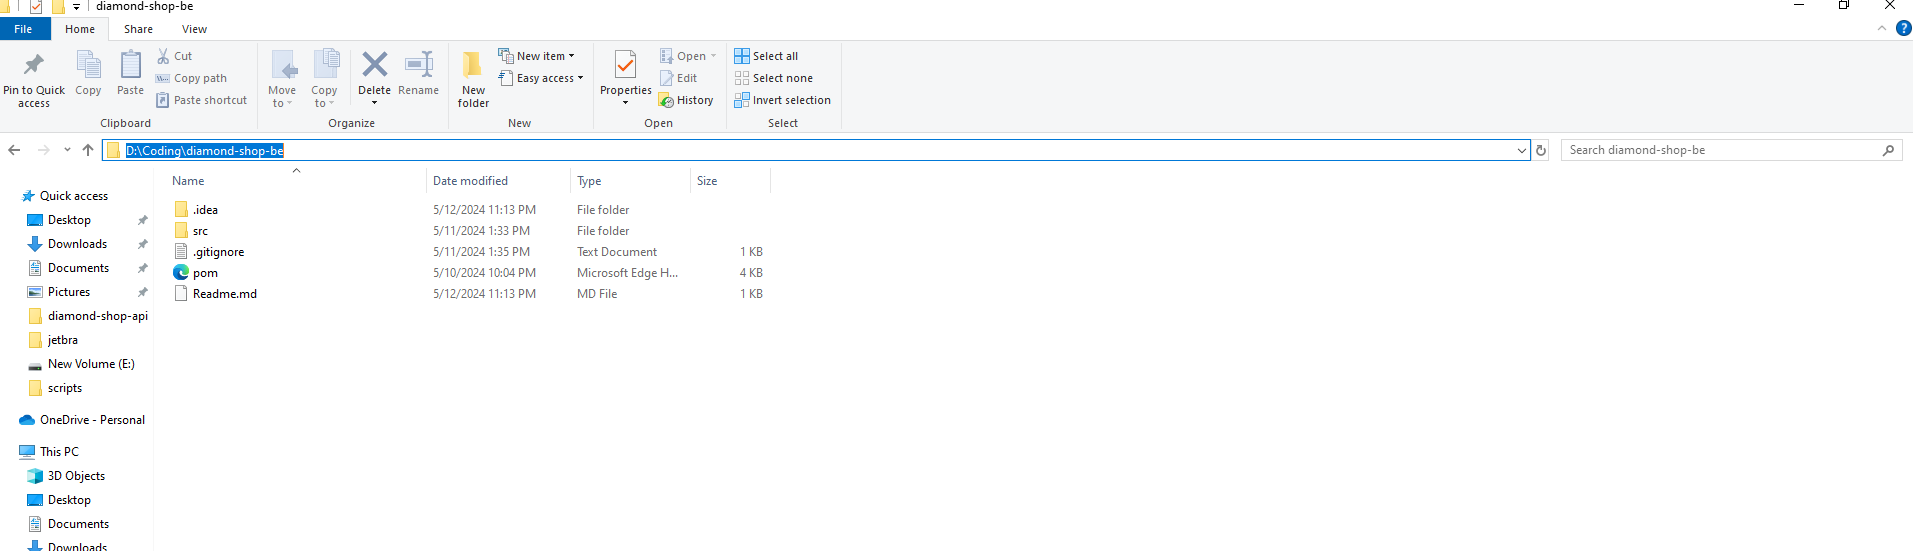 diamond-shop-be
File Home Share View
Pin to Quick access
Copy
Paste
Cut
Copy path
Paste shortcut
Clipboard
Move to
Copy to
Delete
Rename
Organize
New folder
New item
Easy access
New
Properties
Open
Edit
History
Open
Select all
Select none
Invert selection
Select
D:\Coding\diamond-shop-be
Search diamond-shop-be
Name Date modified Type Size
.idea 5/12/2024 11:13 PM File folder
src 5/11/2024 1:33 PM File folder
.gitignore 5/11/2024 1:35 PM Text Document 1 KB
pom 5/10/2024 10:04 PM Microsoft Edge H... 4 KB
Readme.md 5/12/2024 11:13 PM MD File 1 KB
Quick access
Desktop
Downloads
Documents
Pictures
diamond-shop-api
jetbra
New Volume (E:)
scripts
OneDrive - Personal
This PC
3D Objects
Desktop
Documents
Downloads